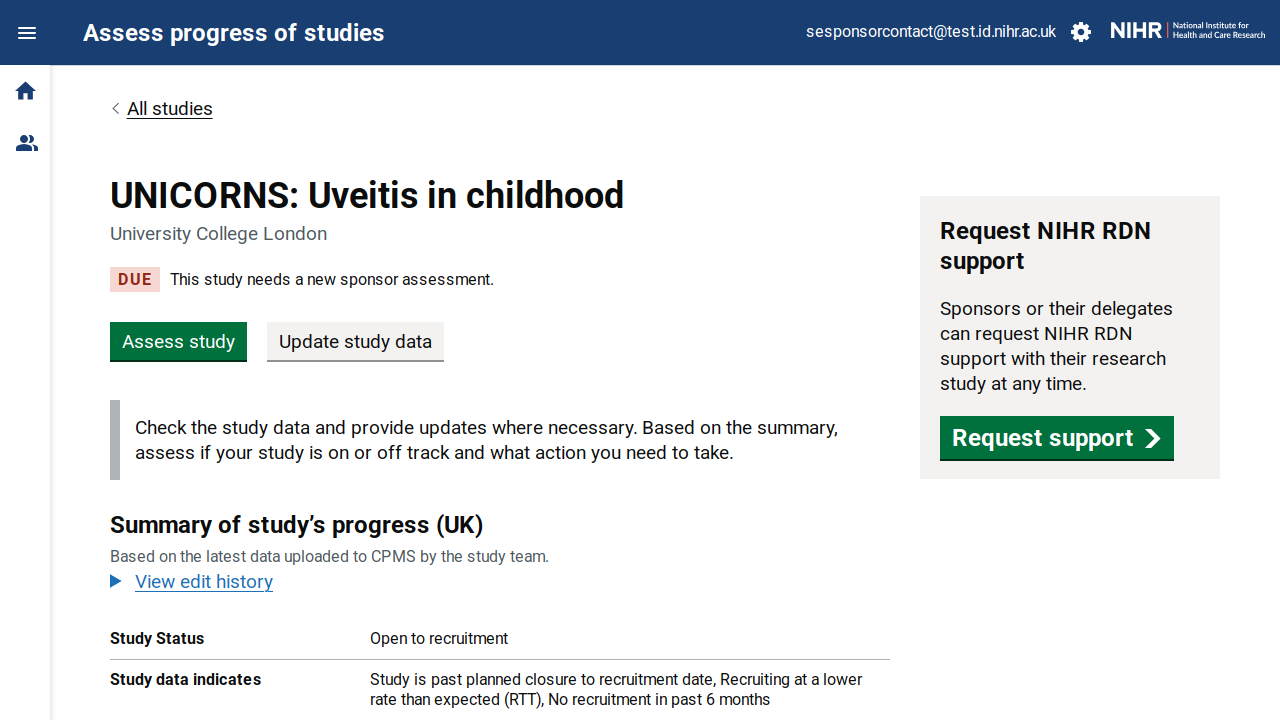 Assess progress of studies
sesponsorcontact@test.id.nihr.ac.uk
NIHR
National Institute for
Health and Care Research
All studies
UNICORNS: Uveitis in childhood
University College London
DUE This study needs a new sponsor assessment.
Assess study
Update study data
Check the study data and provide updates where necessary. Based on the summary,
assess if your study is on or off track and what action you need to take.
Summary of study’s progress (UK)
Based on the latest data uploaded to CPMS by the study team.
View edit history
Study Status Open to recruitment
Study data indicates Study is past planned closure to recruitment date, Recruiting at a lower
rate than expected (RTT), No recruitment in past 6 months
Request NIHR RDN
support
Sponsors or their delegates
can request NIHR RDN
support with their research
study at any time.
Request support